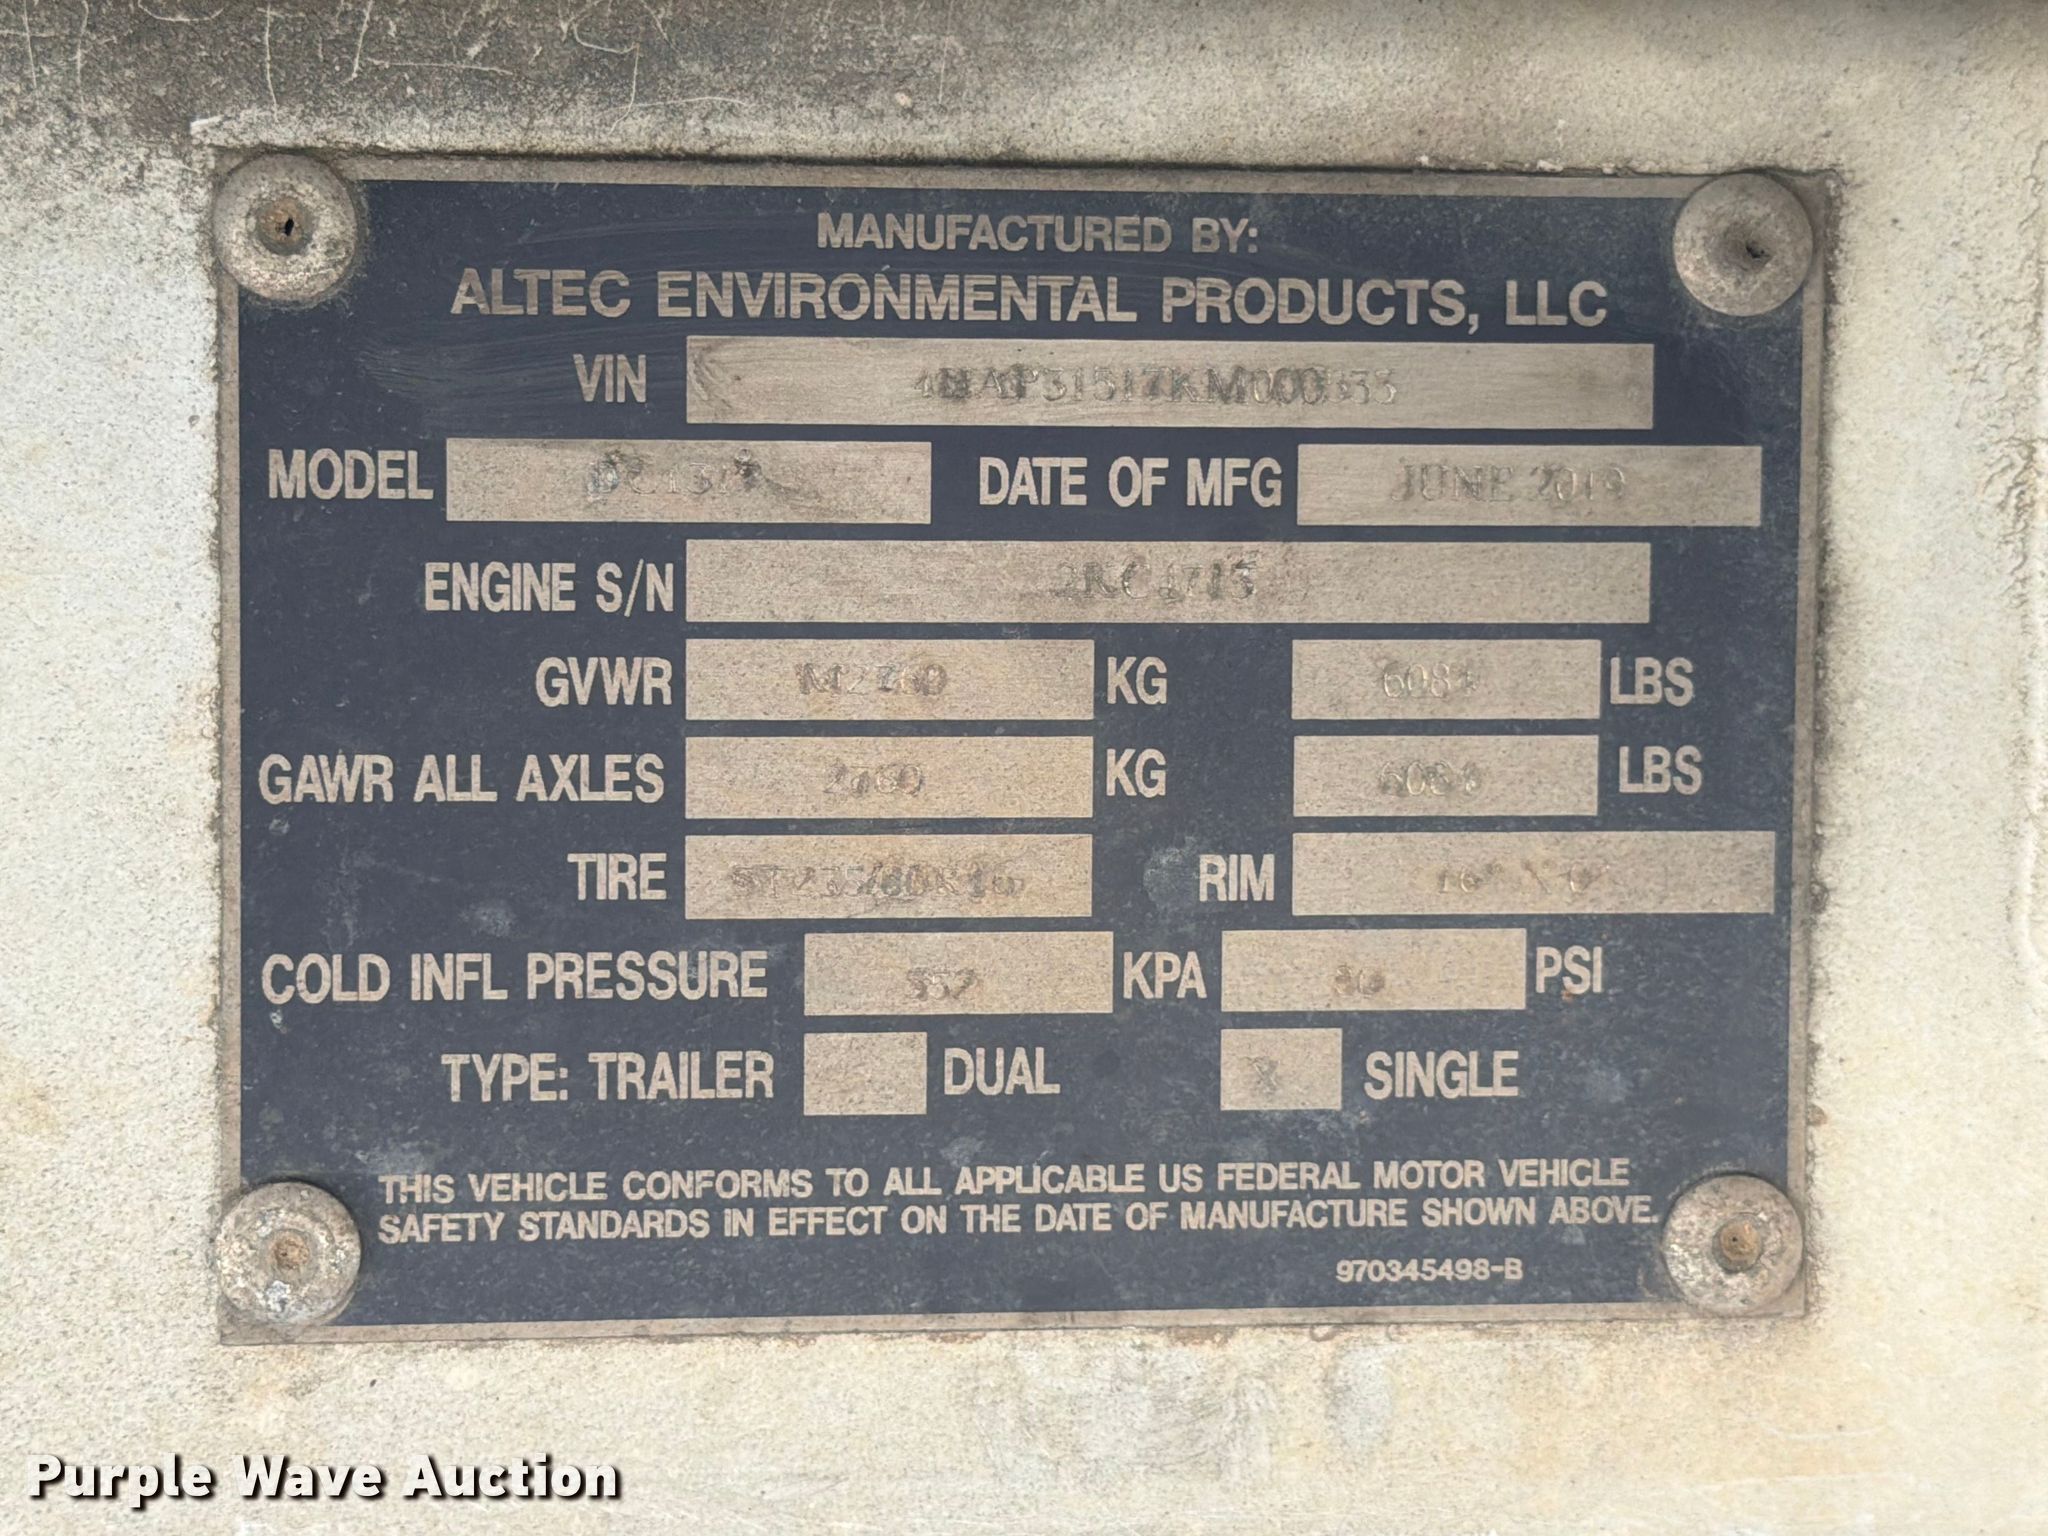 MANUFACTURED BY:
ALTEC ENVIRONMENTAL PRODUCTS, LLC
VIN
MODEL DATE OF MFG JUNE 2019
ENGINE S/N
GVWR KG LBS
GAWR ALL AXLES 2760 KG LBS
TIRE RIM
COLD INFL PRESSURE 552 KPA 80 PSI
TYPE: TRAILER DUAL X SINGLE
THIS VEHICLE CONFORMS TO ALL APPLICABLE US FEDERAL MOTOR VEHICLE
SAFETY STANDARDS IN EFFECT ON THE DATE OF MANUFACTURE SHOWN ABOVE.
970345498-B
Purple Wave Auction